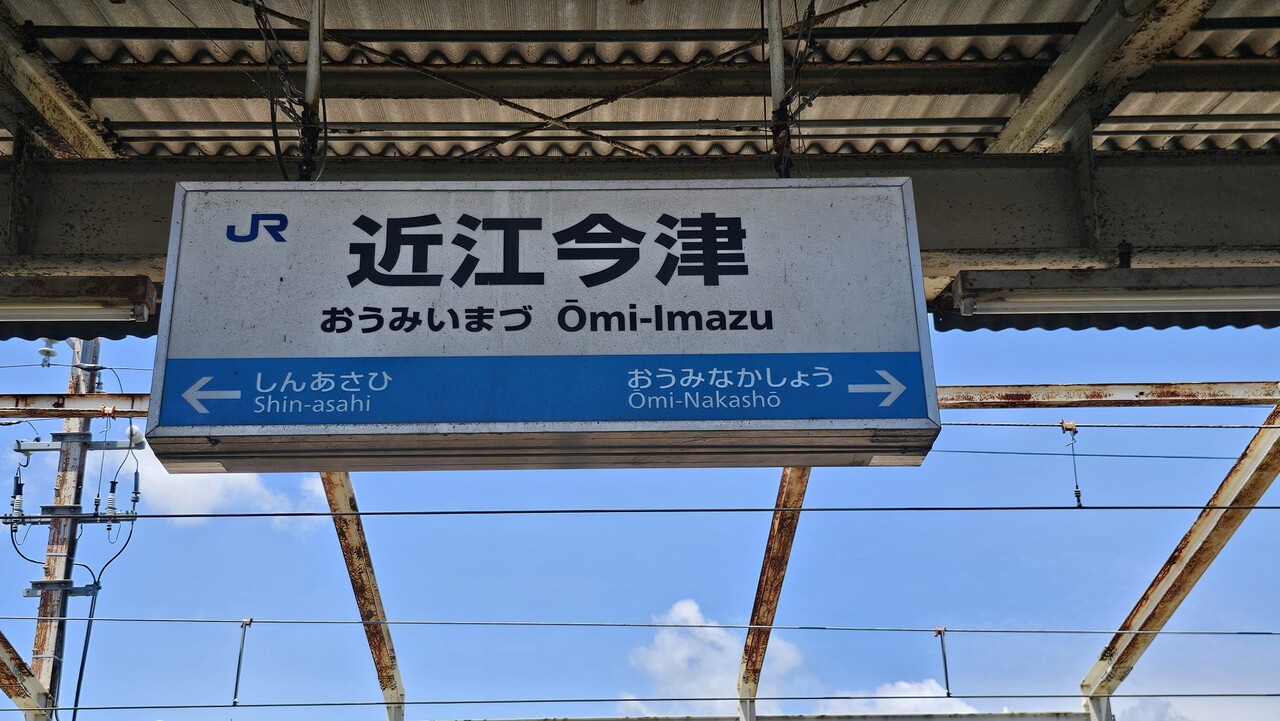 JR
近江今津
おうみいまづ Ōmi-Imazu
← しんあさひ
Shin-asahi
おうみなかしょう →
Ōmi-Nakashō